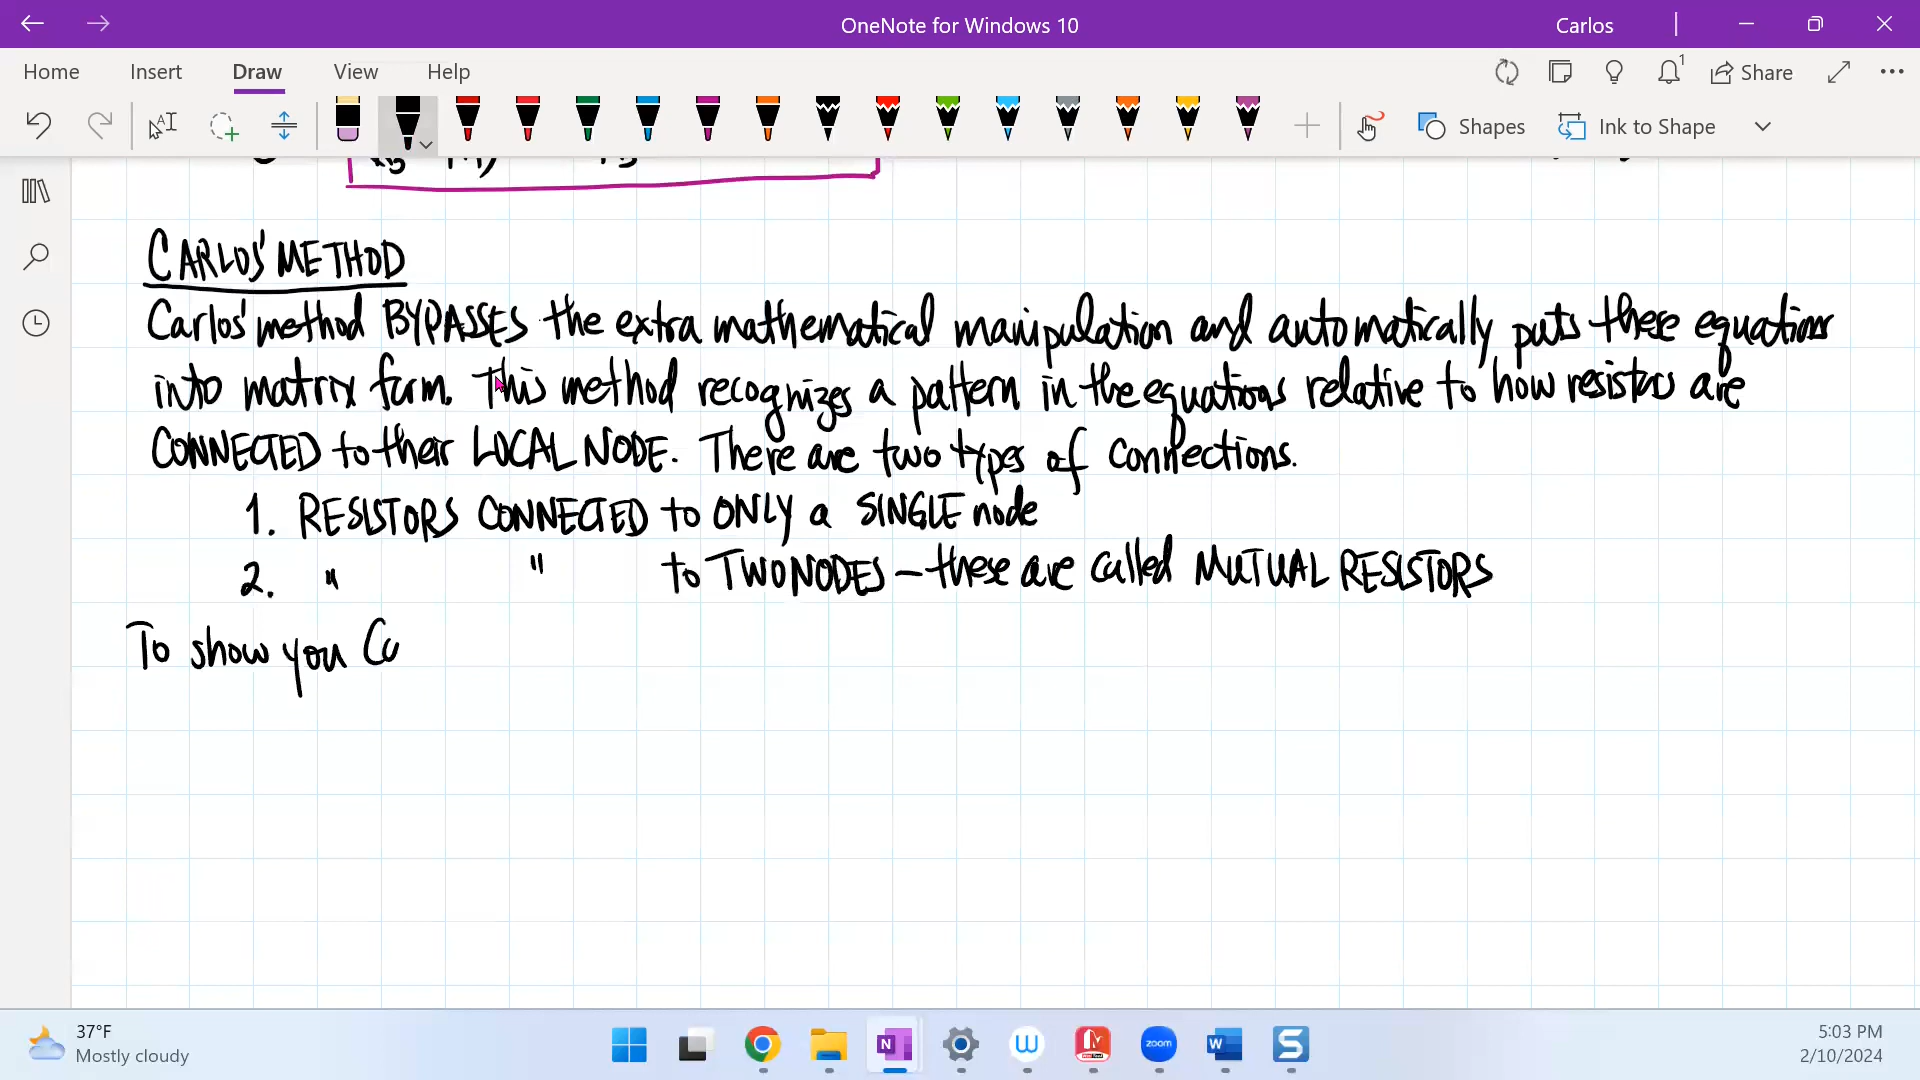 OneNote for Windows 10
Carlos
Home Insert Draw View Help
1
Share
Shapes
Ink to Shape
CARLOS' METHOD
Carlos' method BYPASSES the extra mathematical manipulation and automatically puts these equations
into matrix form. This method recognizes a pattern in the equations relative to how resistors are
CONNECTED to their LOCAL NODE. There are two types of connections.
1. RESISTORS CONNECTED to ONLY a SINGLE node
2. " " to TWO NODES – these are called MUTUAL RESISTORS
To show you Ca
37°F
Mostly cloudy
zoom
5:03 PM
2/10/2024